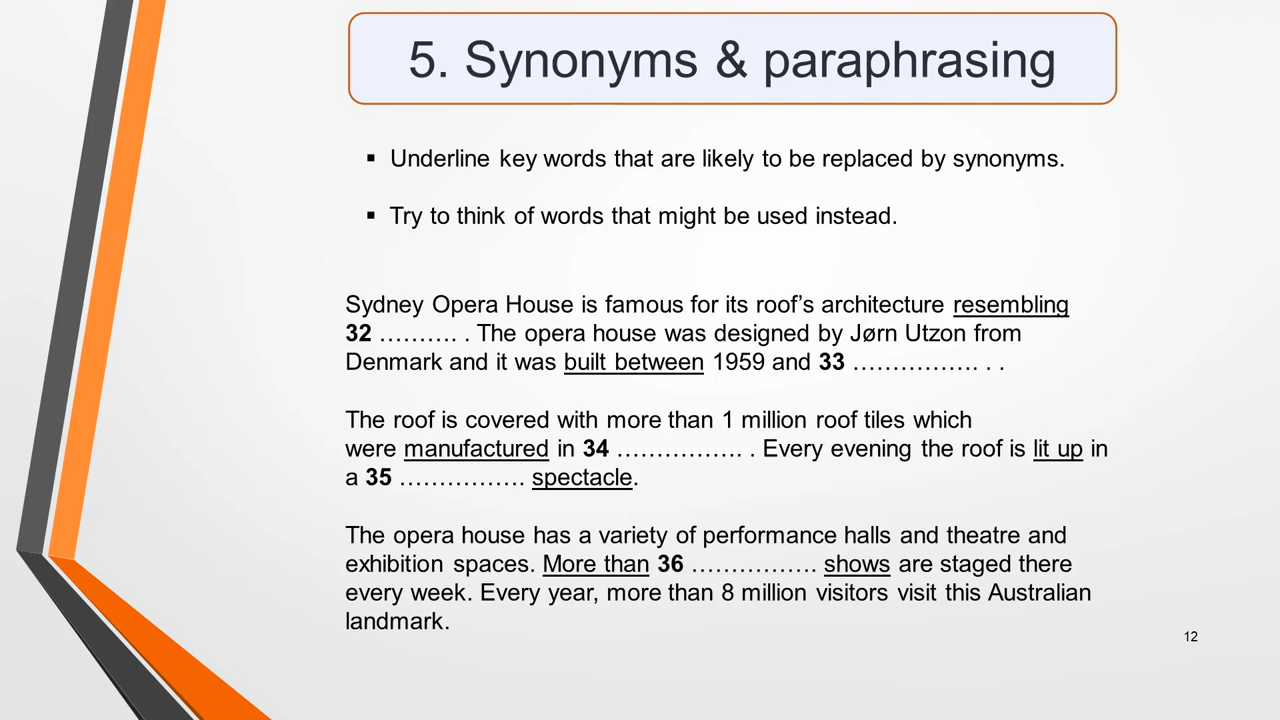 5. Synonyms & paraphrasing
▪ Underline key words that are likely to be replaced by synonyms.
▪ Try to think of words that might be used instead.
Sydney Opera House is famous for its roof’s architecture resembling
32 ………. . The opera house was designed by Jørn Utzon from
Denmark and it was built between 1959 and 33 ……………. . .
The roof is covered with more than 1 million roof tiles which
were manufactured in 34 ……………. . Every evening the roof is lit up in
a 35 ……………. spectacle.
The opera house has a variety of performance halls and theatre and
exhibition spaces. More than 36 ……………. shows are staged there
every week. Every year, more than 8 million visitors visit this Australian
landmark.
12